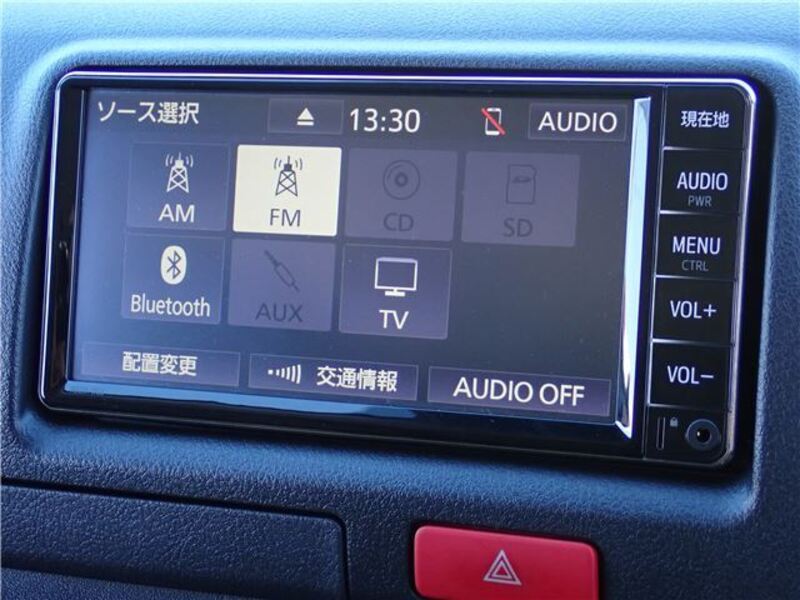 ソース選択 13:30 AUDIO
AM FM CD SD
Bluetooth AUX TV
配置変更 交通情報 AUDIO OFF
現在地
AUDIO
PWR
MENU
CTRL
VOL+
VOL-